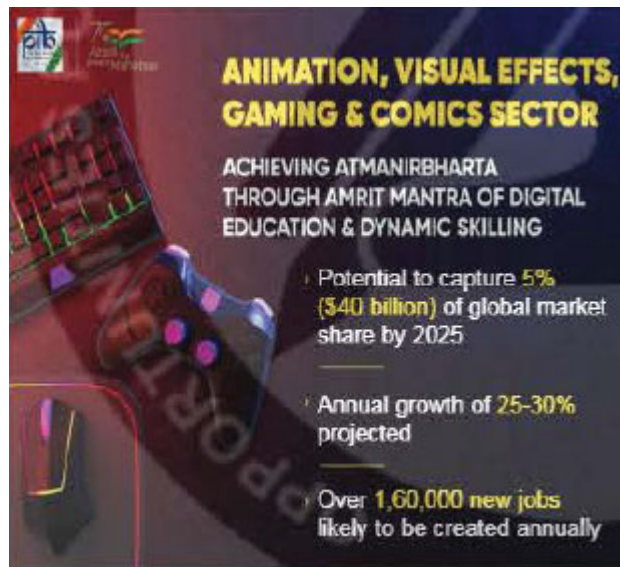 ANIMATION, VISUAL EFFECTS,
GAMING & COMICS SECTOR
ACHIEVING ATMANIRBHARTA
THROUGH AMRIT MANTRA OF DIGITAL
EDUCATION & DYNAMIC SKILLING
Potential to capture 5%
($40 billion) of global market
share by 2025
Annual growth of 25-30%
projected
Over 1,60,000 new jobs
likely to be created annually